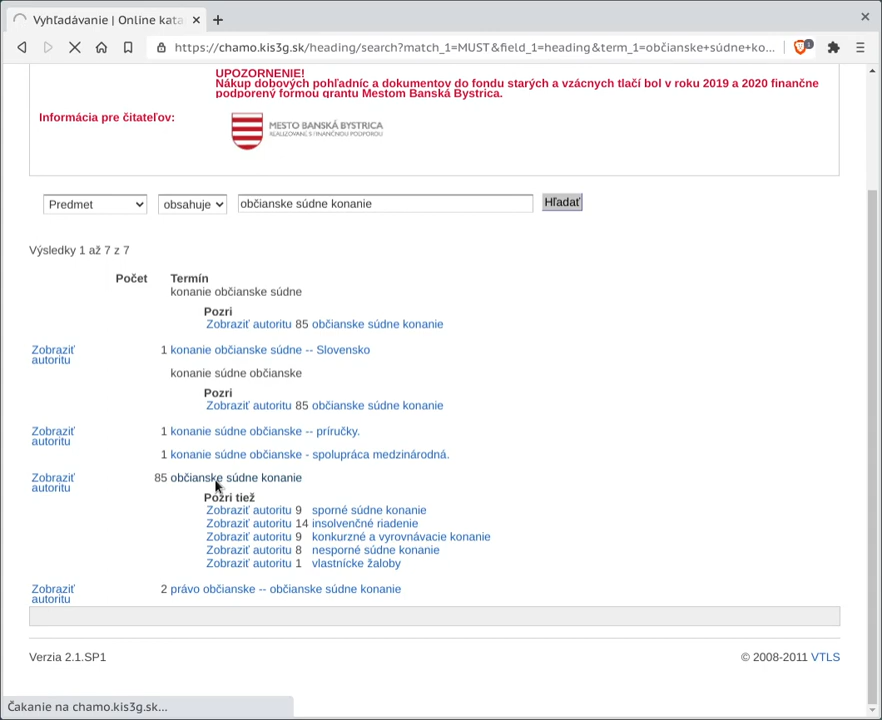 Vyhľadávanie | Online kata
https://chamo.kis3g.sk/heading/search?match_1=MUST&field_1=heading&term_1=občianske+súdne+ko...
UPOZORNENIE!
Nákup dobových pohľadníc a dokumentov do fondu starých a vzácnych tlačí bol v roku 2019 a 2020 finančne
podporený formou grantu Mestom Banská Bystrica.
Informácia pre čitateľov:
MESTO BANSKÁ BYSTRICA
REALIZOVANÉ S FINANČNOU PODPOROU
Predmet obsahuje občianske súdne konanie Hľadať
Výsledky 1 až 7 z 7
Počet Termín
konanie občianske súdne
Pozri
Zobraziť autoritu 85 občianske súdne konanie
Zobraziť autoritu 1 konanie občianske súdne -- Slovensko
konanie súdne občianske
Pozri
Zobraziť autoritu 85 občianske súdne konanie
Zobraziť autoritu 1 konanie súdne občianske -- príručky.
1 konanie súdne občianske - spolupráca medzinárodná.
Zobraziť autoritu 85 občianske súdne konanie
Pozri tiež
Zobraziť autoritu 9 sporné súdne konanie
Zobraziť autoritu 14 insolvenčné riadenie
Zobraziť autoritu 9 konkurzné a vyrovnávacie konanie
Zobraziť autoritu 8 nesporné súdne konanie
Zobraziť autoritu 1 vlastnícke žaloby
Zobraziť autoritu 2 právo občianske -- občianske súdne konanie
Verzia 2.1.SP1 © 2008-2011 VTLS
Čakanie na chamo.kis3g.sk...